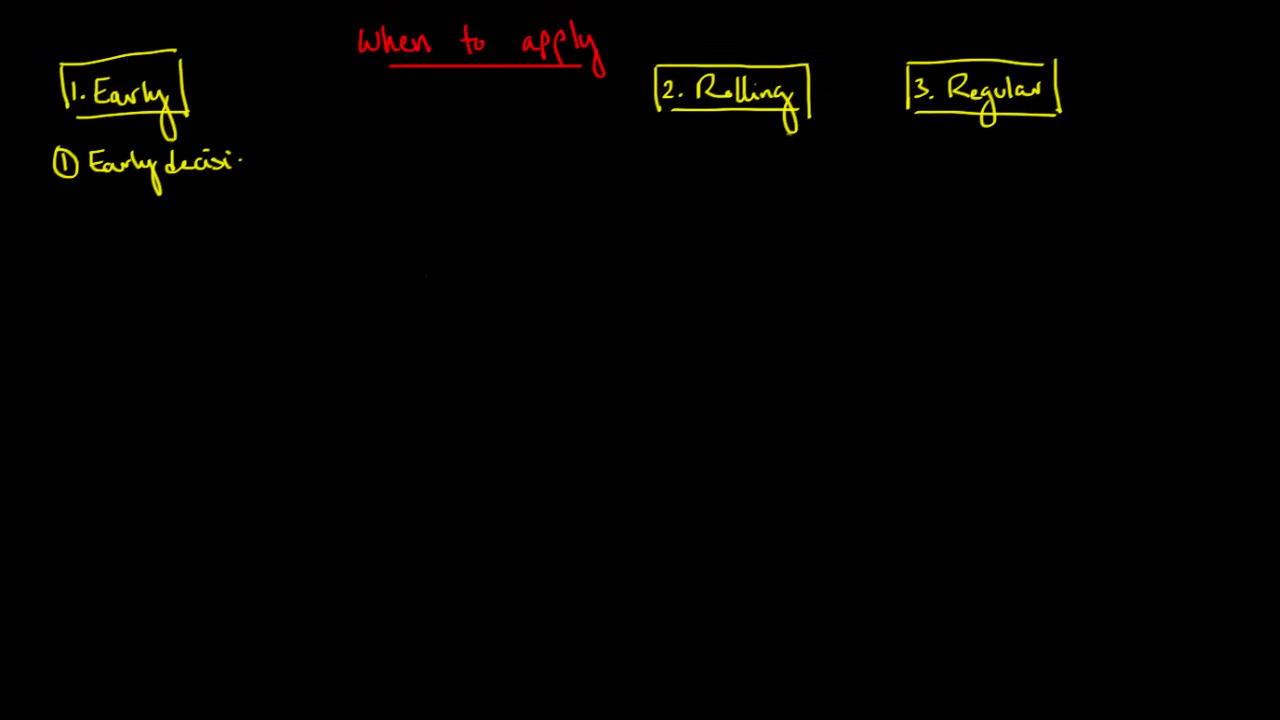 When to apply
1. Early
2. Rolling
3. Regular
① Early decisi